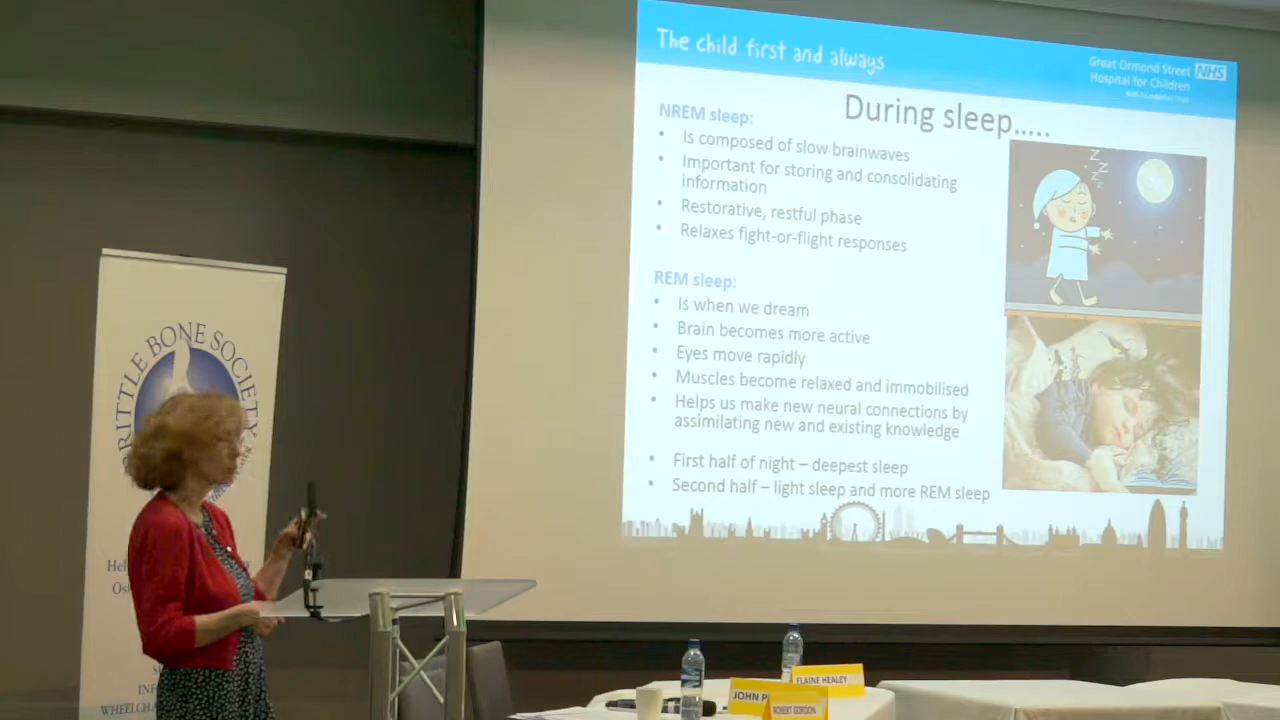 The child first and always
Great Ormond Street NHS
Hospital for Children
NHS Foundation Trust
During sleep.....
NREM sleep:
• Is composed of slow brainwaves
• Important for storing and consolidating
information
• Restorative, restful phase
• Relaxes fight-or-flight responses
REM sleep:
• Is when we dream
• Brain becomes more active
• Eyes move rapidly
• Muscles become relaxed and immobilised
• Helps us make new neural connections by
assimilating new and existing knowledge
• First half of night – deepest sleep
• Second half – light sleep and more REM sleep
Z
Z
Z
Z
BRITTLE BONE SOCIETY
WHEELCHA
ELAINE HEALEY
JOHN P
ROBERT GORDON